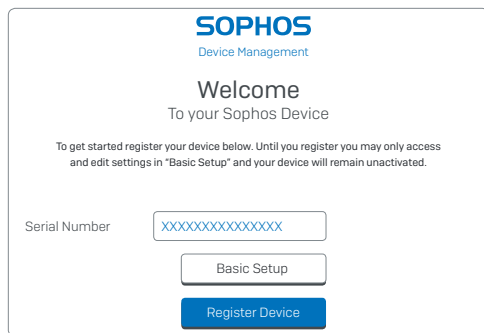 SOPHOS
Device Management
Welcome
To your Sophos Device
To get started register your device below. Until you register you may only access
and edit settings in “Basic Setup” and your device will remain unactivated.
Serial Number
XXXXXXXXXXXXXXX
Basic Setup
Register Device